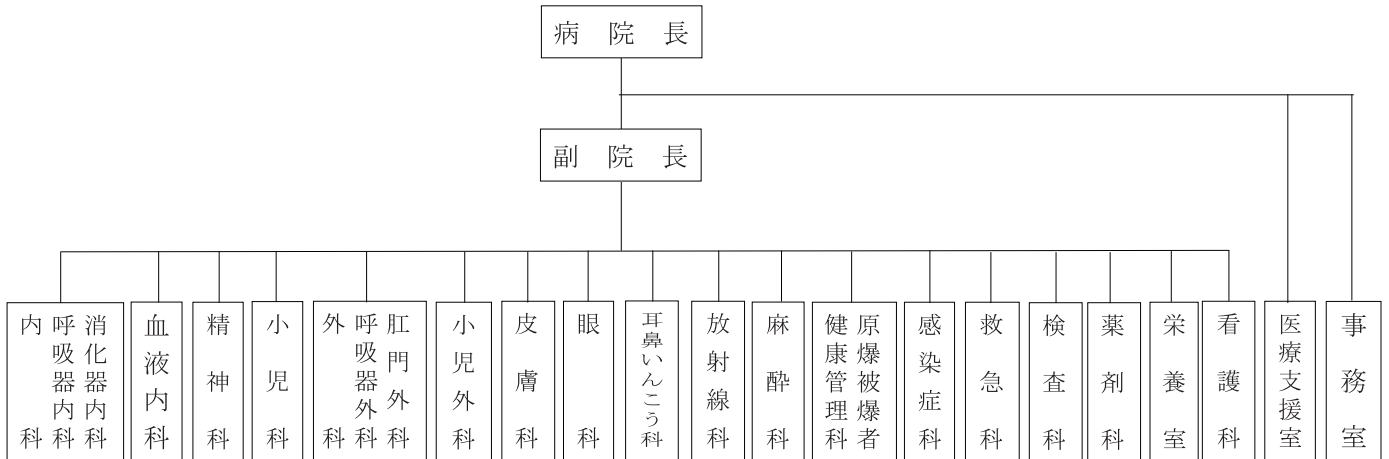 病院長
副院長
内科
呼吸器内科
消化器内科
血液内科
精神科
小児科
外科
呼吸器外科
肛門外科
小児外科
皮膚科
眼科
耳鼻いんこう科
放射線科
麻酔科
健康管理科
原爆被爆者
感染症科
救急科
検査科
薬剤科
栄養室
看護科
医療支援室
事務室